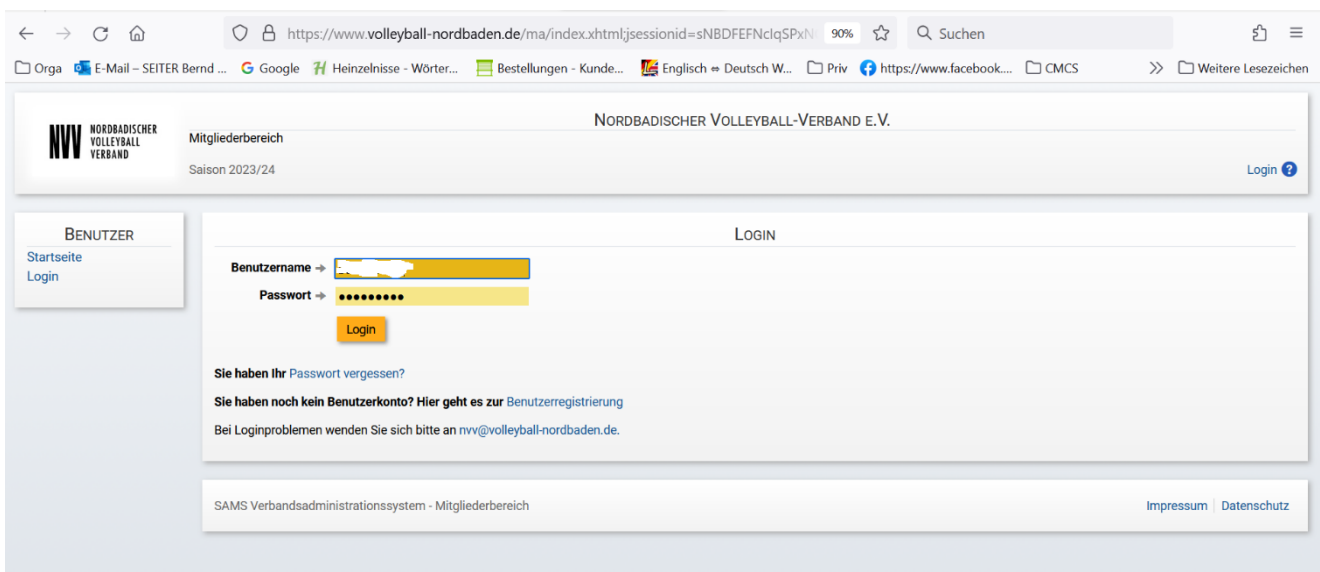 https://www.volleyball-nordbaden.de/ma/index.xhtml;jsessionid=sNBDFEFNcIqSPxN 90% Suchen
Orga E-Mail – SEITER Bernd ... Google Heinzelnisse - Wörter... Bestellungen - Kunde... Englisch ⇔ Deutsch W... Priv https://www.facebook.... CMCS Weitere Lesezeichen
NORDBADISCHER VOLLEYBALL-VERBAND E.V.
NVV NORDBADISCHER
VOLLEYBALL
VERBAND
Mitgliederbereich
Saison 2023/24
Login ?
BENUTZER
Startseite
Login
LOGIN
Benutzername
Passwort
Login
Sie haben Ihr Passwort vergessen?
Sie haben noch kein Benutzerkonto? Hier geht es zur Benutzerregistrierung
Bei Loginproblemen wenden Sie sich bitte an nvv@volleyball-nordbaden.de.
SAMS Verbandsadministrationssystem - Mitgliederbereich
Impressum | Datenschutz